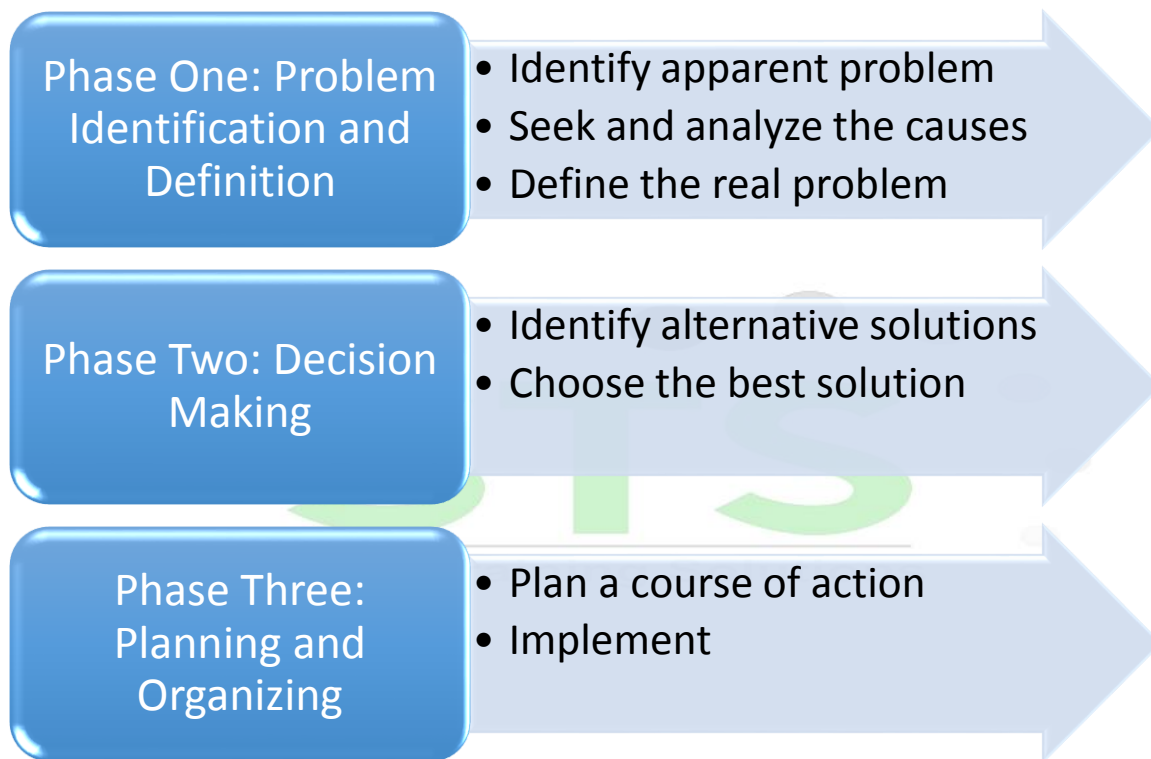 Phase One: Problem
Identification and
Definition
• Identify apparent problem
• Seek and analyze the causes
• Define the real problem
Phase Two: Decision
Making
• Identify alternative solutions
• Choose the best solution
Phase Three:
Planning and
Organizing
• Plan a course of action
• Implement